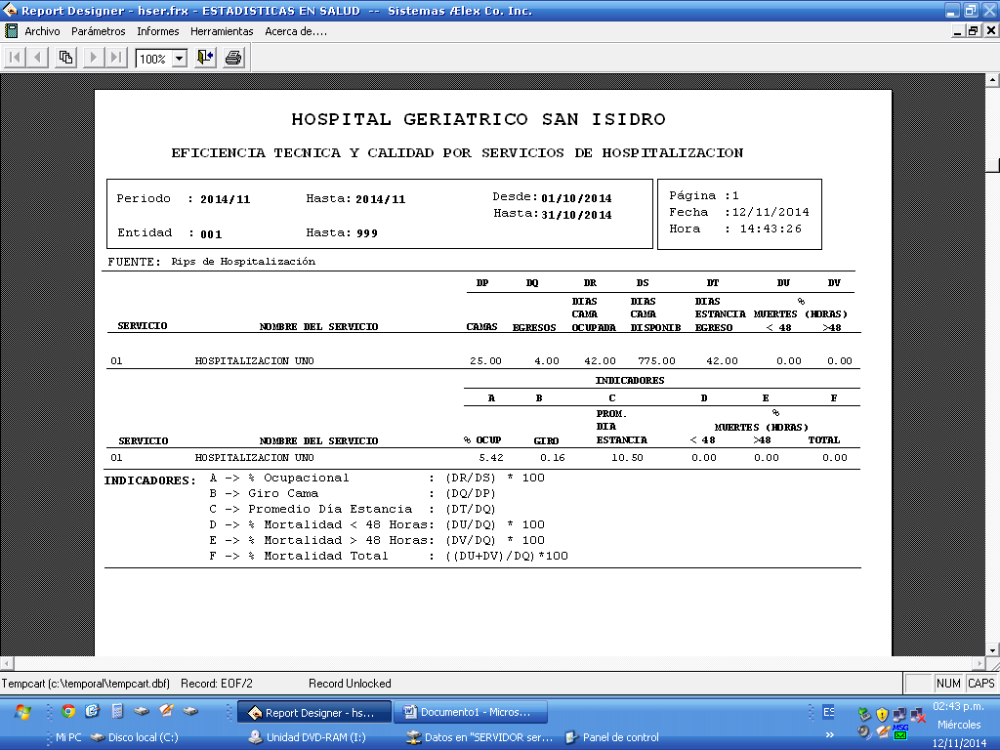 Report Designer - hser.frx - ESTADISTICAS EN SALUD -- Sistemas Ælex Co. Inc.
Archivo Parámetros Informes Herramientas Acerca de....
100%
HOSPITAL GERIATRICO SAN ISIDRO
EFICIENCIA TECNICA Y CALIDAD POR SERVICIOS DE HOSPITALIZACION
Periodo : 2014/11 Hasta: 2014/11 Desde: 01/10/2014
Hasta: 31/10/2014
Entidad : 001 Hasta: 999
Página :1
Fecha :12/11/2014
Hora : 14:43:26
FUENTE: Rips de Hospitalización
DP DQ DR DS DT DU DV
DIAS DIAS DIAS %
CAMA CAMA ESTANCIA MUERTES (HORAS)
SERVICIO NOMBRE DEL SERVICIO CAMAS EGRESOS OCUPADA DISPONIB EGRESO < 48 >48
01 HOSPITALIZACION UNO 25.00 4.00 42.00 775.00 42.00 0.00 0.00
INDICADORES
A B C D E F
PROM. %
DIA MUERTES (HORAS)
SERVICIO NOMBRE DEL SERVICIO % OCUP GIRO ESTANCIA < 48 >48 TOTAL
01 HOSPITALIZACION UNO 5.42 0.16 10.50 0.00 0.00 0.00
INDICADORES: A -> % Ocupacional : (DR/DS) * 100
B -> Giro Cama : (DQ/DP)
C -> Promedio Día Estancia : (DT/DQ)
D -> % Mortalidad < 48 Horas: (DU/DQ) * 100
E -> % Mortalidad > 48 Horas: (DV/DQ) * 100
F -> % Mortalidad Total : ((DU+DV)/DQ)*100
Tempcart (c:\temporal\tempcart.dbf) Record: EOF/2 Record Unlocked NUM CAPS
Report Designer - hs... Documento1 - Micros... ES 02:43 p.m.
MSG Miércoles
Mi PC Disco local (C:) Unidad DVD-RAM (I:) Datos en "SERVIDOR ser... Panel de control » 12/11/2014